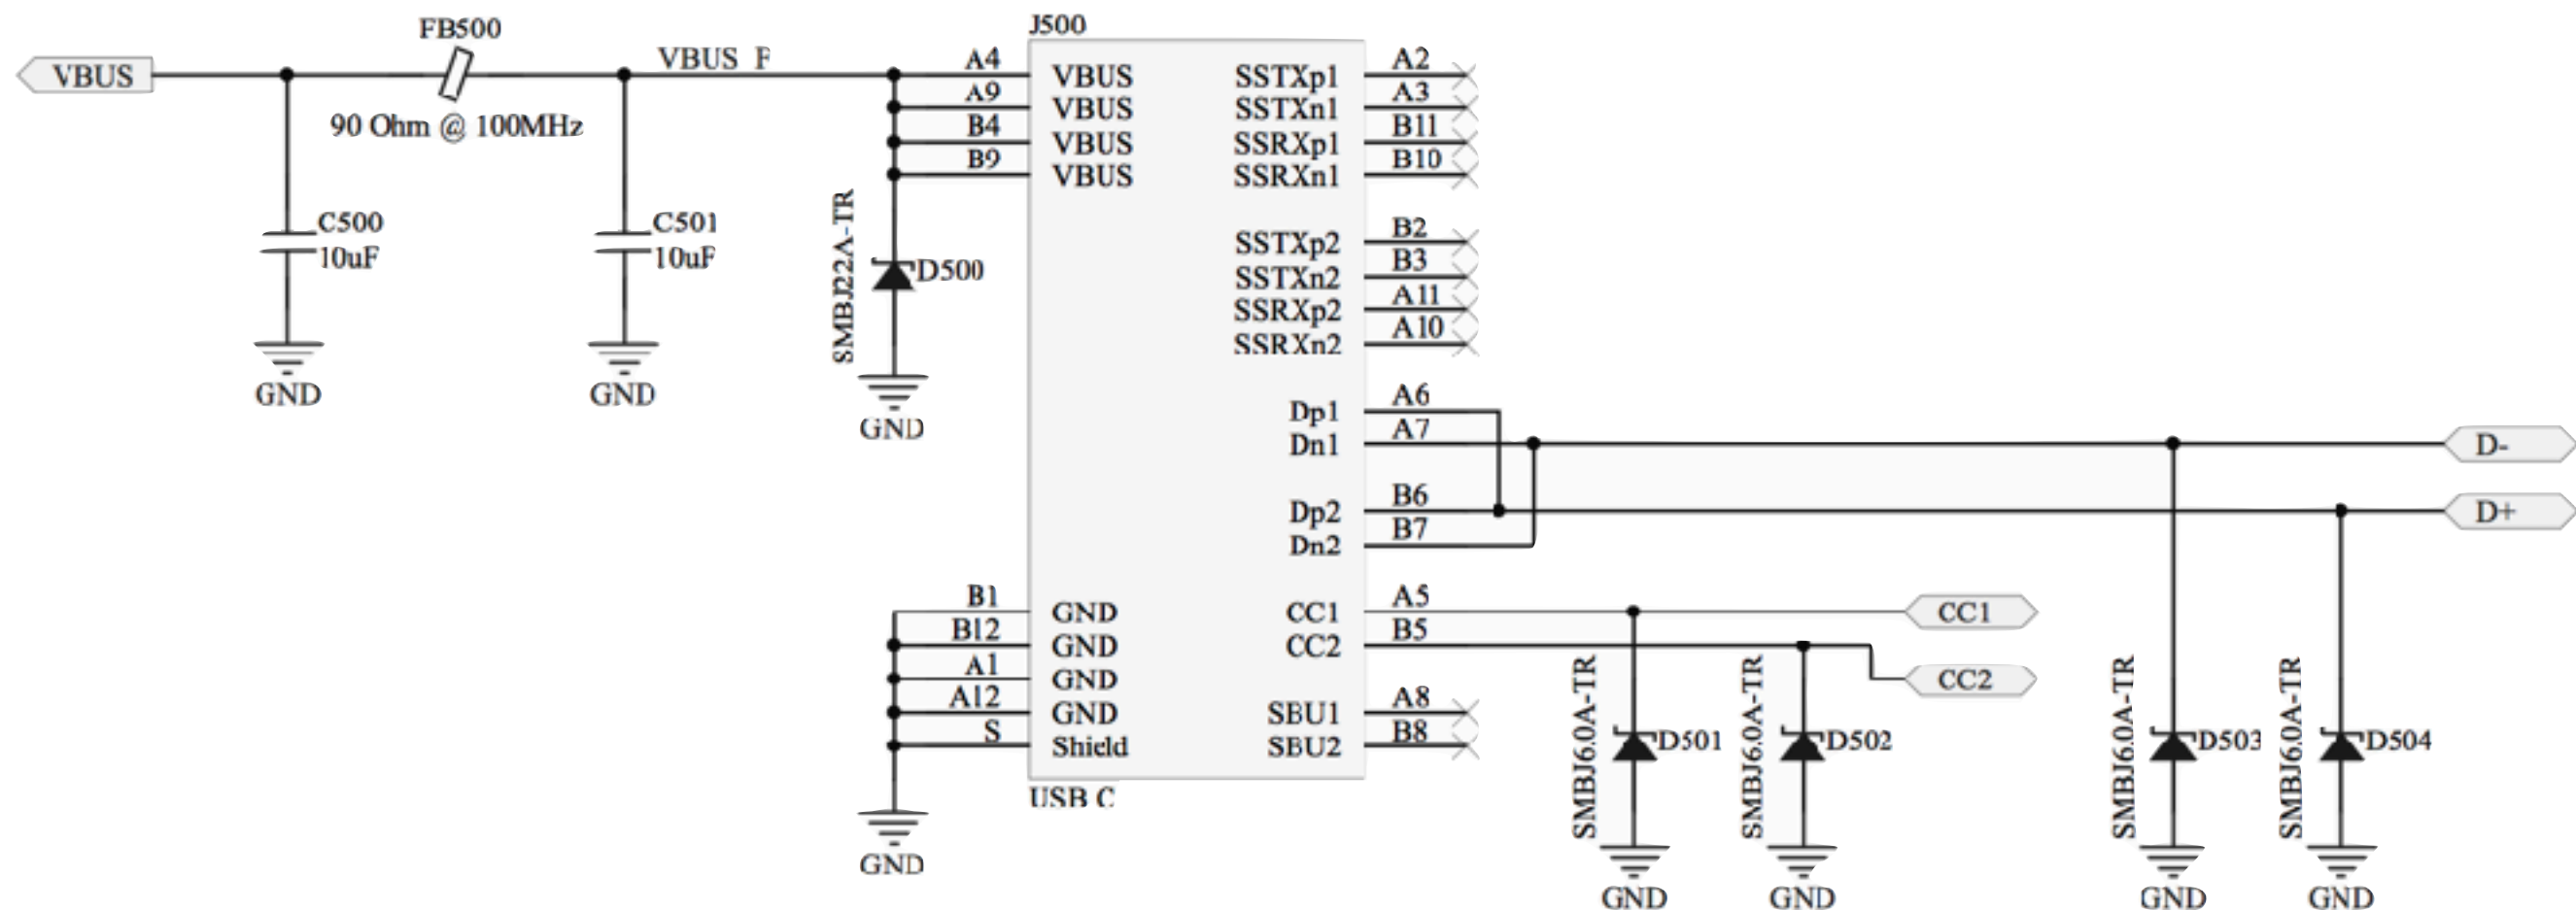 J500
FB500
VBUS
VBUS_F
90 Ohm @ 100MHz
C500
10uF
C501
10uF
SMBJ22A-TR
D500
GND
GND
GND
A4
VBUS
A9
VBUS
B4
VBUS
B9
VBUS
SSTXp1
A2
SSTXn1
A3
SSRXp1
B11
SSRXn1
B10
SSTXp2
B2
SSTXn2
B3
SSRXp2
A11
SSRXn2
A10
Dp1
A6
Dn1
A7
D-
Dp2
B6
D+
Dn2
B7
B1
GND
B12
GND
A1
GND
A12
GND
S
Shield
GND
CC1
A5
CC1
CC2
B5
CC2
SBU1
A8
SBU2
B8
USB C
SMBJ6.0A-TR
D501
GND
SMBJ6.0A-TR
D502
GND
SMBJ6.0A-TR
D503
GND
SMBJ6.0A-TR
D504
GND